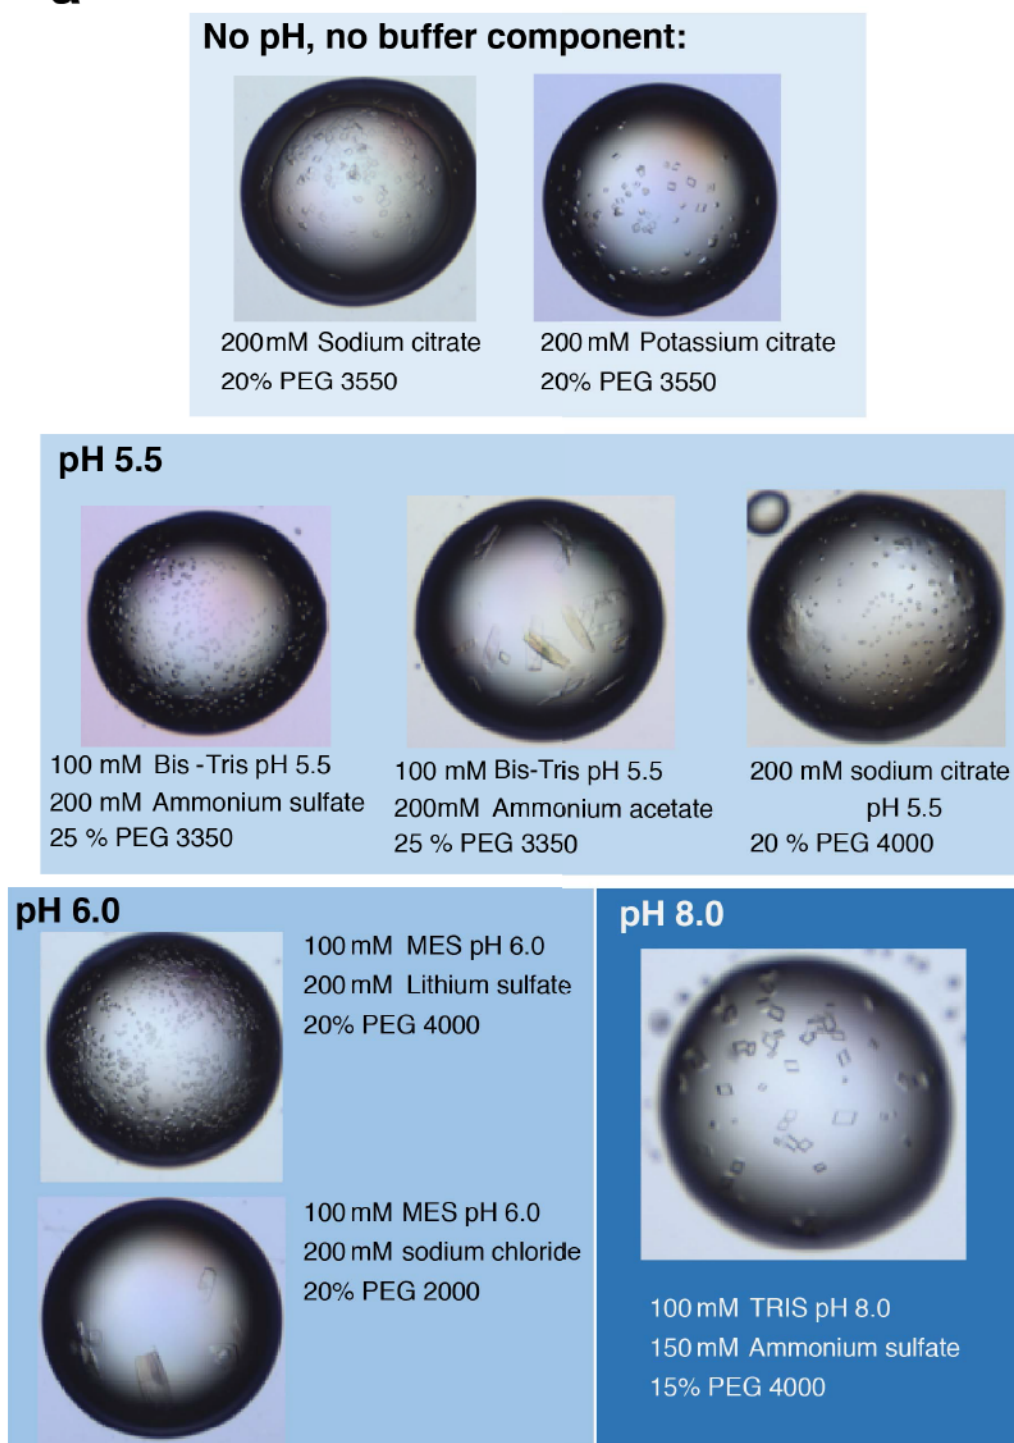 No pH, no buffer component:
200mM Sodium citrate
20% PEG 3550
200 mM Potassium citrate
20% PEG 3550
pH 5.5
100 mM Bis -Tris pH 5.5
200 mM Ammonium sulfate
25 % PEG 3350
100 mM Bis-Tris pH 5.5
200mM Ammonium acetate
25 % PEG 3350
200 mM sodium citrate
pH 5.5
20 % PEG 4000
pH 6.0
100 mM MES pH 6.0
200 mM Lithium sulfate
20% PEG 4000
100 mM MES pH 6.0
200 mM sodium chloride
20% PEG 2000
pH 8.0
100 mM TRIS pH 8.0
150 mM Ammonium sulfate
15% PEG 4000